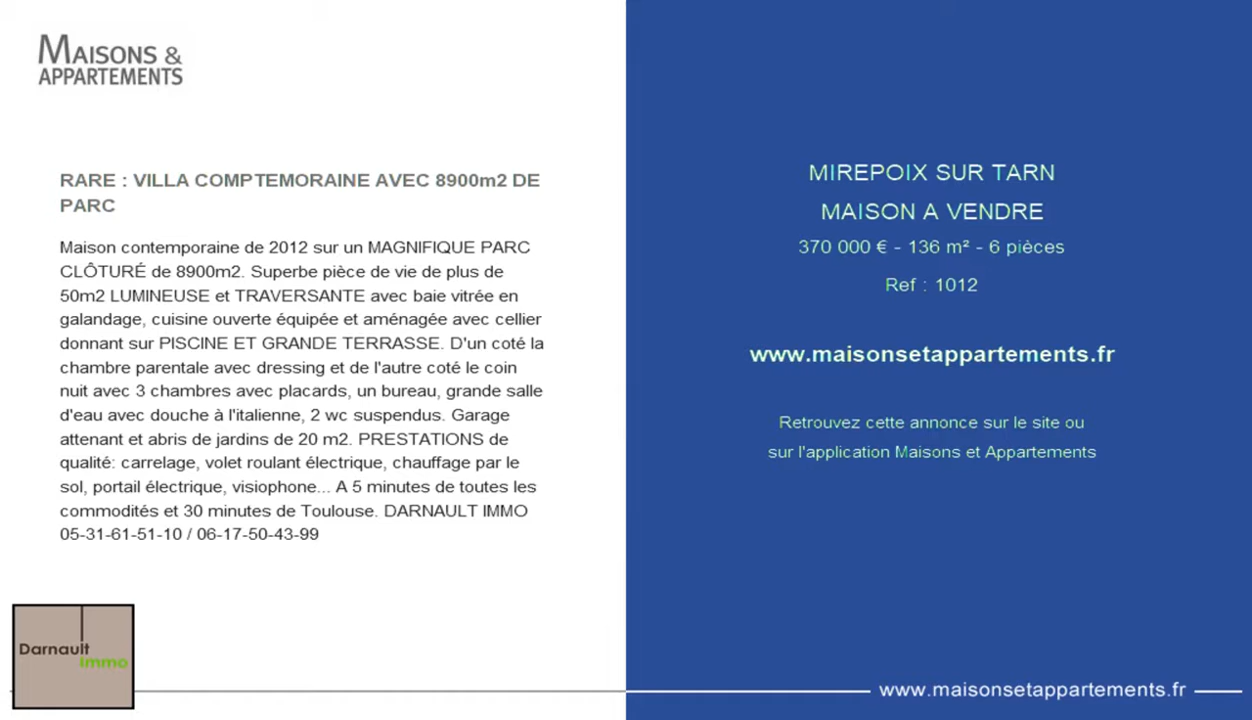 MAISONS &
APPARTEMENTS
RARE : VILLA COMPTEMORAINE AVEC 8900m2 DE
PARC
Maison contemporaine de 2012 sur un MAGNIFIQUE PARC
CLÔTURÉ de 8900m2. Superbe pièce de vie de plus de
50m2 LUMINEUSE et TRAVERSANTE avec baie vitrée en
galandage, cuisine ouverte équipée et aménagée avec cellier
donnant sur PISCINE ET GRANDE TERRASSE. D'un coté la
chambre parentale avec dressing et de l'autre coté le coin
nuit avec 3 chambres avec placards, un bureau, grande salle
d'eau avec douche à l'italienne, 2 wc suspendus. Garage
attenant et abris de jardins de 20 m2. PRESTATIONS de
qualité: carrelage, volet roulant électrique, chauffage par le
sol, portail électrique, visiophone... A 5 minutes de toutes les
commodités et 30 minutes de Toulouse. DARNAULT IMMO
05-31-61-51-10 / 06-17-50-43-99
Darnault
immo
MIREPOIX SUR TARN
MAISON A VENDRE
370 000 € - 136 m² - 6 pièces
Ref : 1012
www.maisonsetappartements.fr
Retrouvez cette annonce sur le site ou
sur l'application Maisons et Appartements
www.maisonsetappartements.fr